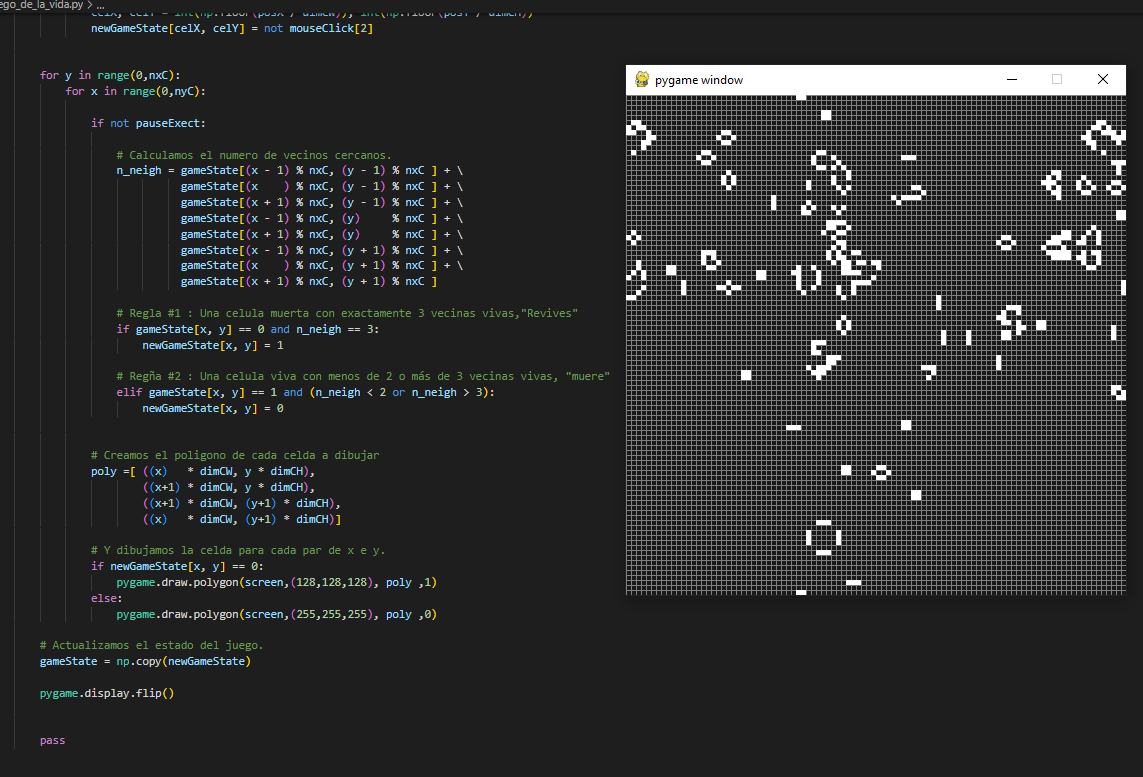 ego_de_la_vida.py > ...
celX, celY = int(np.floor(posX / dimCW)), int(np.floor(posY / dimCH))
newGameState[celX, celY] = not mouseClick[2]
for y in range(0,nxC):
for x in range(0,nyC):
if not pauseExect:
# Calculamos el numero de vecinos cercanos.
n_neigh = gameState[(x - 1) % nxC, (y - 1) % nxC ] + \
gameState[(x    ) % nxC, (y - 1) % nxC ] + \
gameState[(x + 1) % nxC, (y - 1) % nxC ] + \
gameState[(x - 1) % nxC, (y)     % nxC ] + \
gameState[(x + 1) % nxC, (y)     % nxC ] + \
gameState[(x - 1) % nxC, (y + 1) % nxC ] + \
gameState[(x    ) % nxC, (y + 1) % nxC ] + \
gameState[(x + 1) % nxC, (y + 1) % nxC ]
# Regla #1 : Una celula muerta con exactamente 3 vecinas vivas,"Revives"
if gameState[x, y] == 0 and n_neigh == 3:
newGameState[x, y] = 1
# Regña #2 : Una celula viva con menos de 2 o más de 3 vecinas vivas, "muere"
elif gameState[x, y] == 1 and (n_neigh < 2 or n_neigh > 3):
newGameState[x, y] = 0
# Creamos el poligono de cada celda a dibujar
poly =[ ((x)   * dimCW, y * dimCH),
((x+1) * dimCW, y * dimCH),
((x+1) * dimCW, (y+1) * dimCH),
((x)   * dimCW, (y+1) * dimCH)]
# Y dibujamos la celda para cada par de x e y.
if newGameState[x, y] == 0:
pygame.draw.polygon(screen,(128,128,128), poly ,1)
else:
pygame.draw.polygon(screen,(255,255,255), poly ,0)
# Actualizamos el estado del juego.
gameState = np.copy(newGameState)
pygame.display.flip()
pass
pygame window